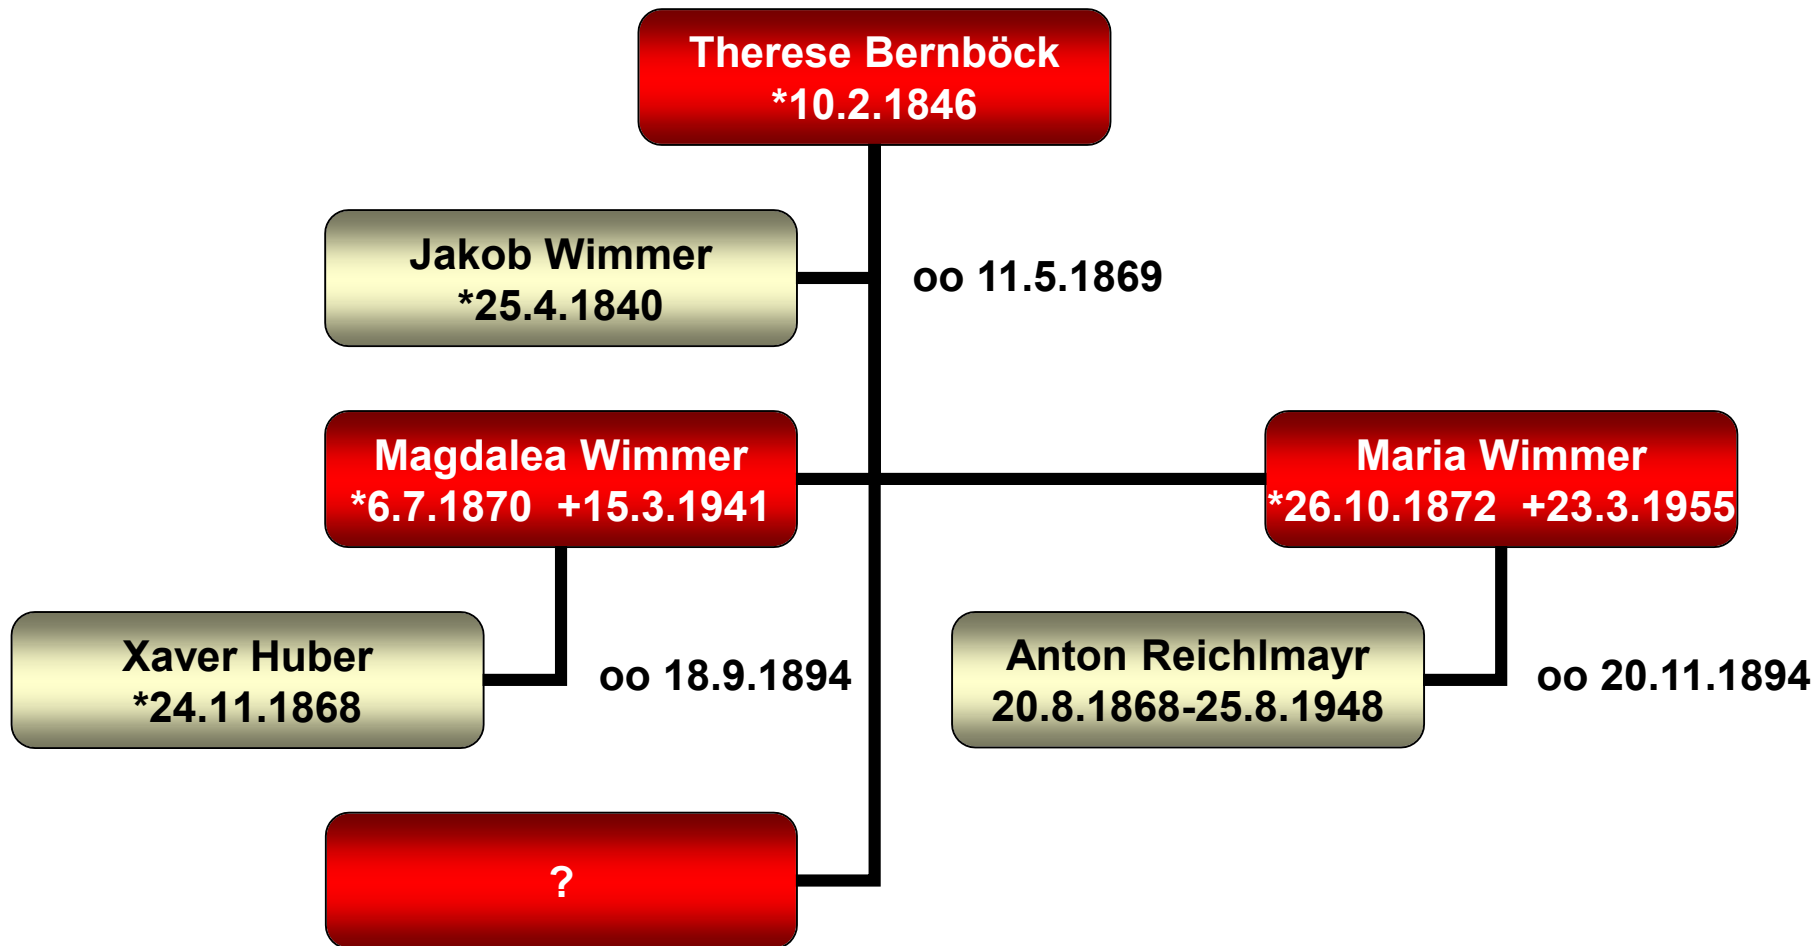 Therese Bernböck
*10.2.1846
Jakob Wimmer
*25.4.1840
oo 11.5.1869
Magdalea Wimmer
*6.7.1870 +15.3.1941
Maria Wimmer
*26.10.1872 +23.3.1955
Xaver Huber
*24.11.1868
oo 18.9.1894
Anton Reichlmayr
20.8.1868-25.8.1948
oo 20.11.1894
?